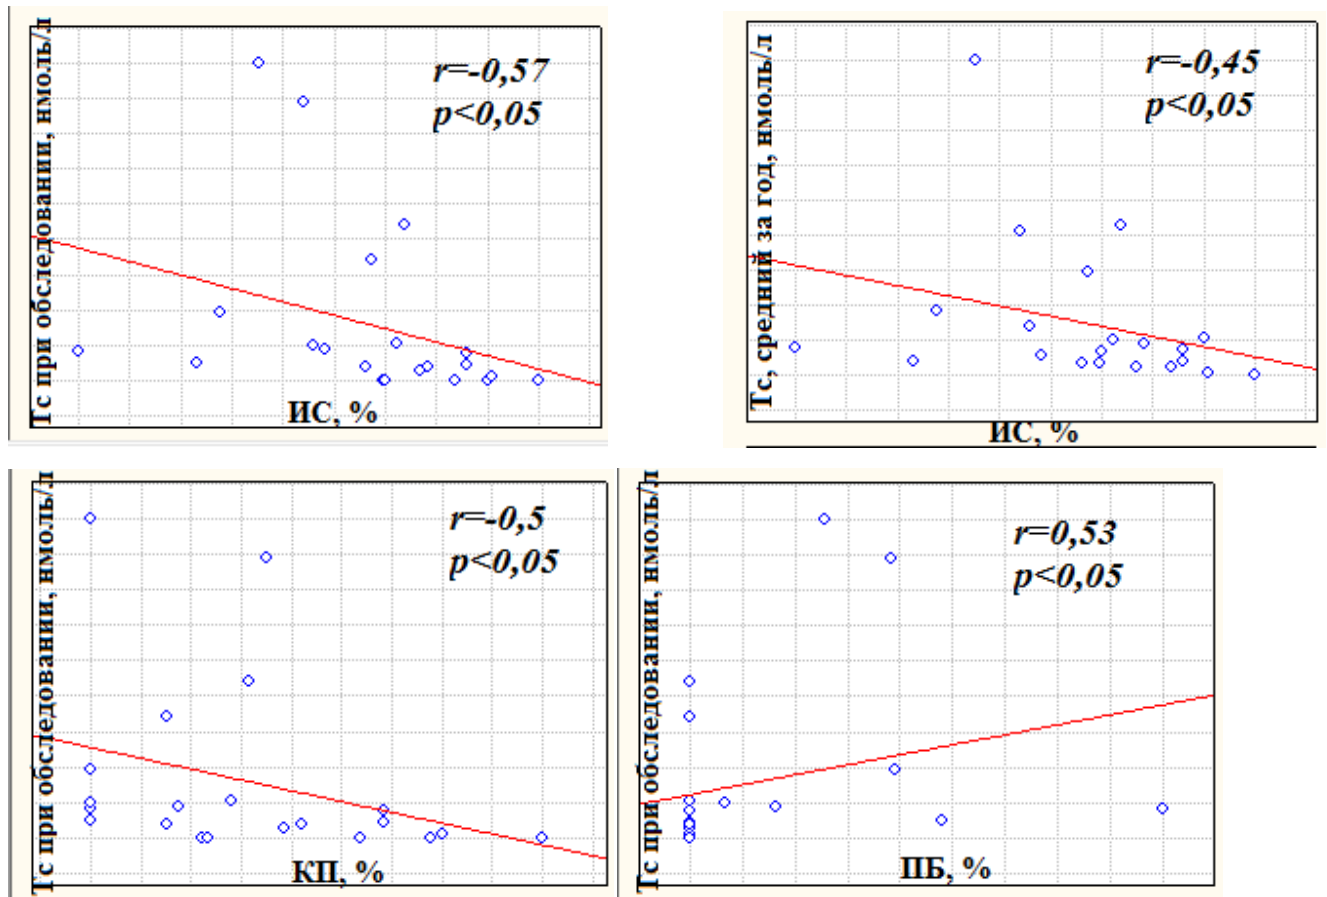 Тс при обследовании, нмоль/л
r=-0,57
p<0,05
ИС, %
Тс, средний за год, нмоль/л
r=-0,45
p<0,05
ИС, %
Тс при обследовании, нмоль/л
r=-0,5
p<0,05
КП, %
Тс при обследовании, нмоль/л
r=0,53
p<0,05
ПБ, %